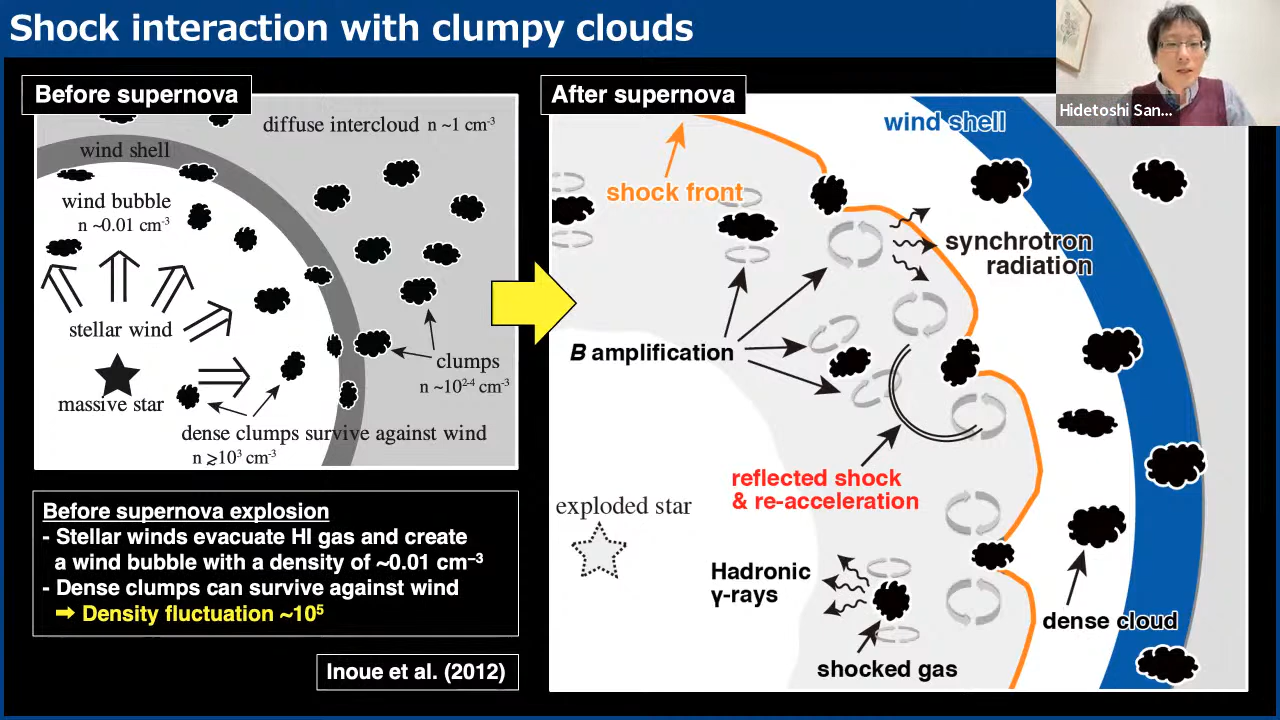 Shock interaction with clumpy clouds
Hidetoshi San...
Before supernova
diffuse intercloud n ~1 cm⁻³
wind shell
wind bubble
n ~0.01 cm⁻³
stellar wind
massive star
clumps
n ~10²⁻⁴ cm⁻³
dense clumps survive against wind
n ≳10³ cm⁻³
Before supernova explosion
- Stellar winds evacuate HI gas and create
a wind bubble with a density of ~0.01 cm⁻³
- Dense clumps can survive against wind
➡ Density fluctuation ~10⁵
Inoue et al. (2012)
After supernova
wind shell
shock front
synchrotron
radiation
B amplification
reflected shock
& re-acceleration
exploded star
Hadronic
γ-rays
shocked gas
dense cloud